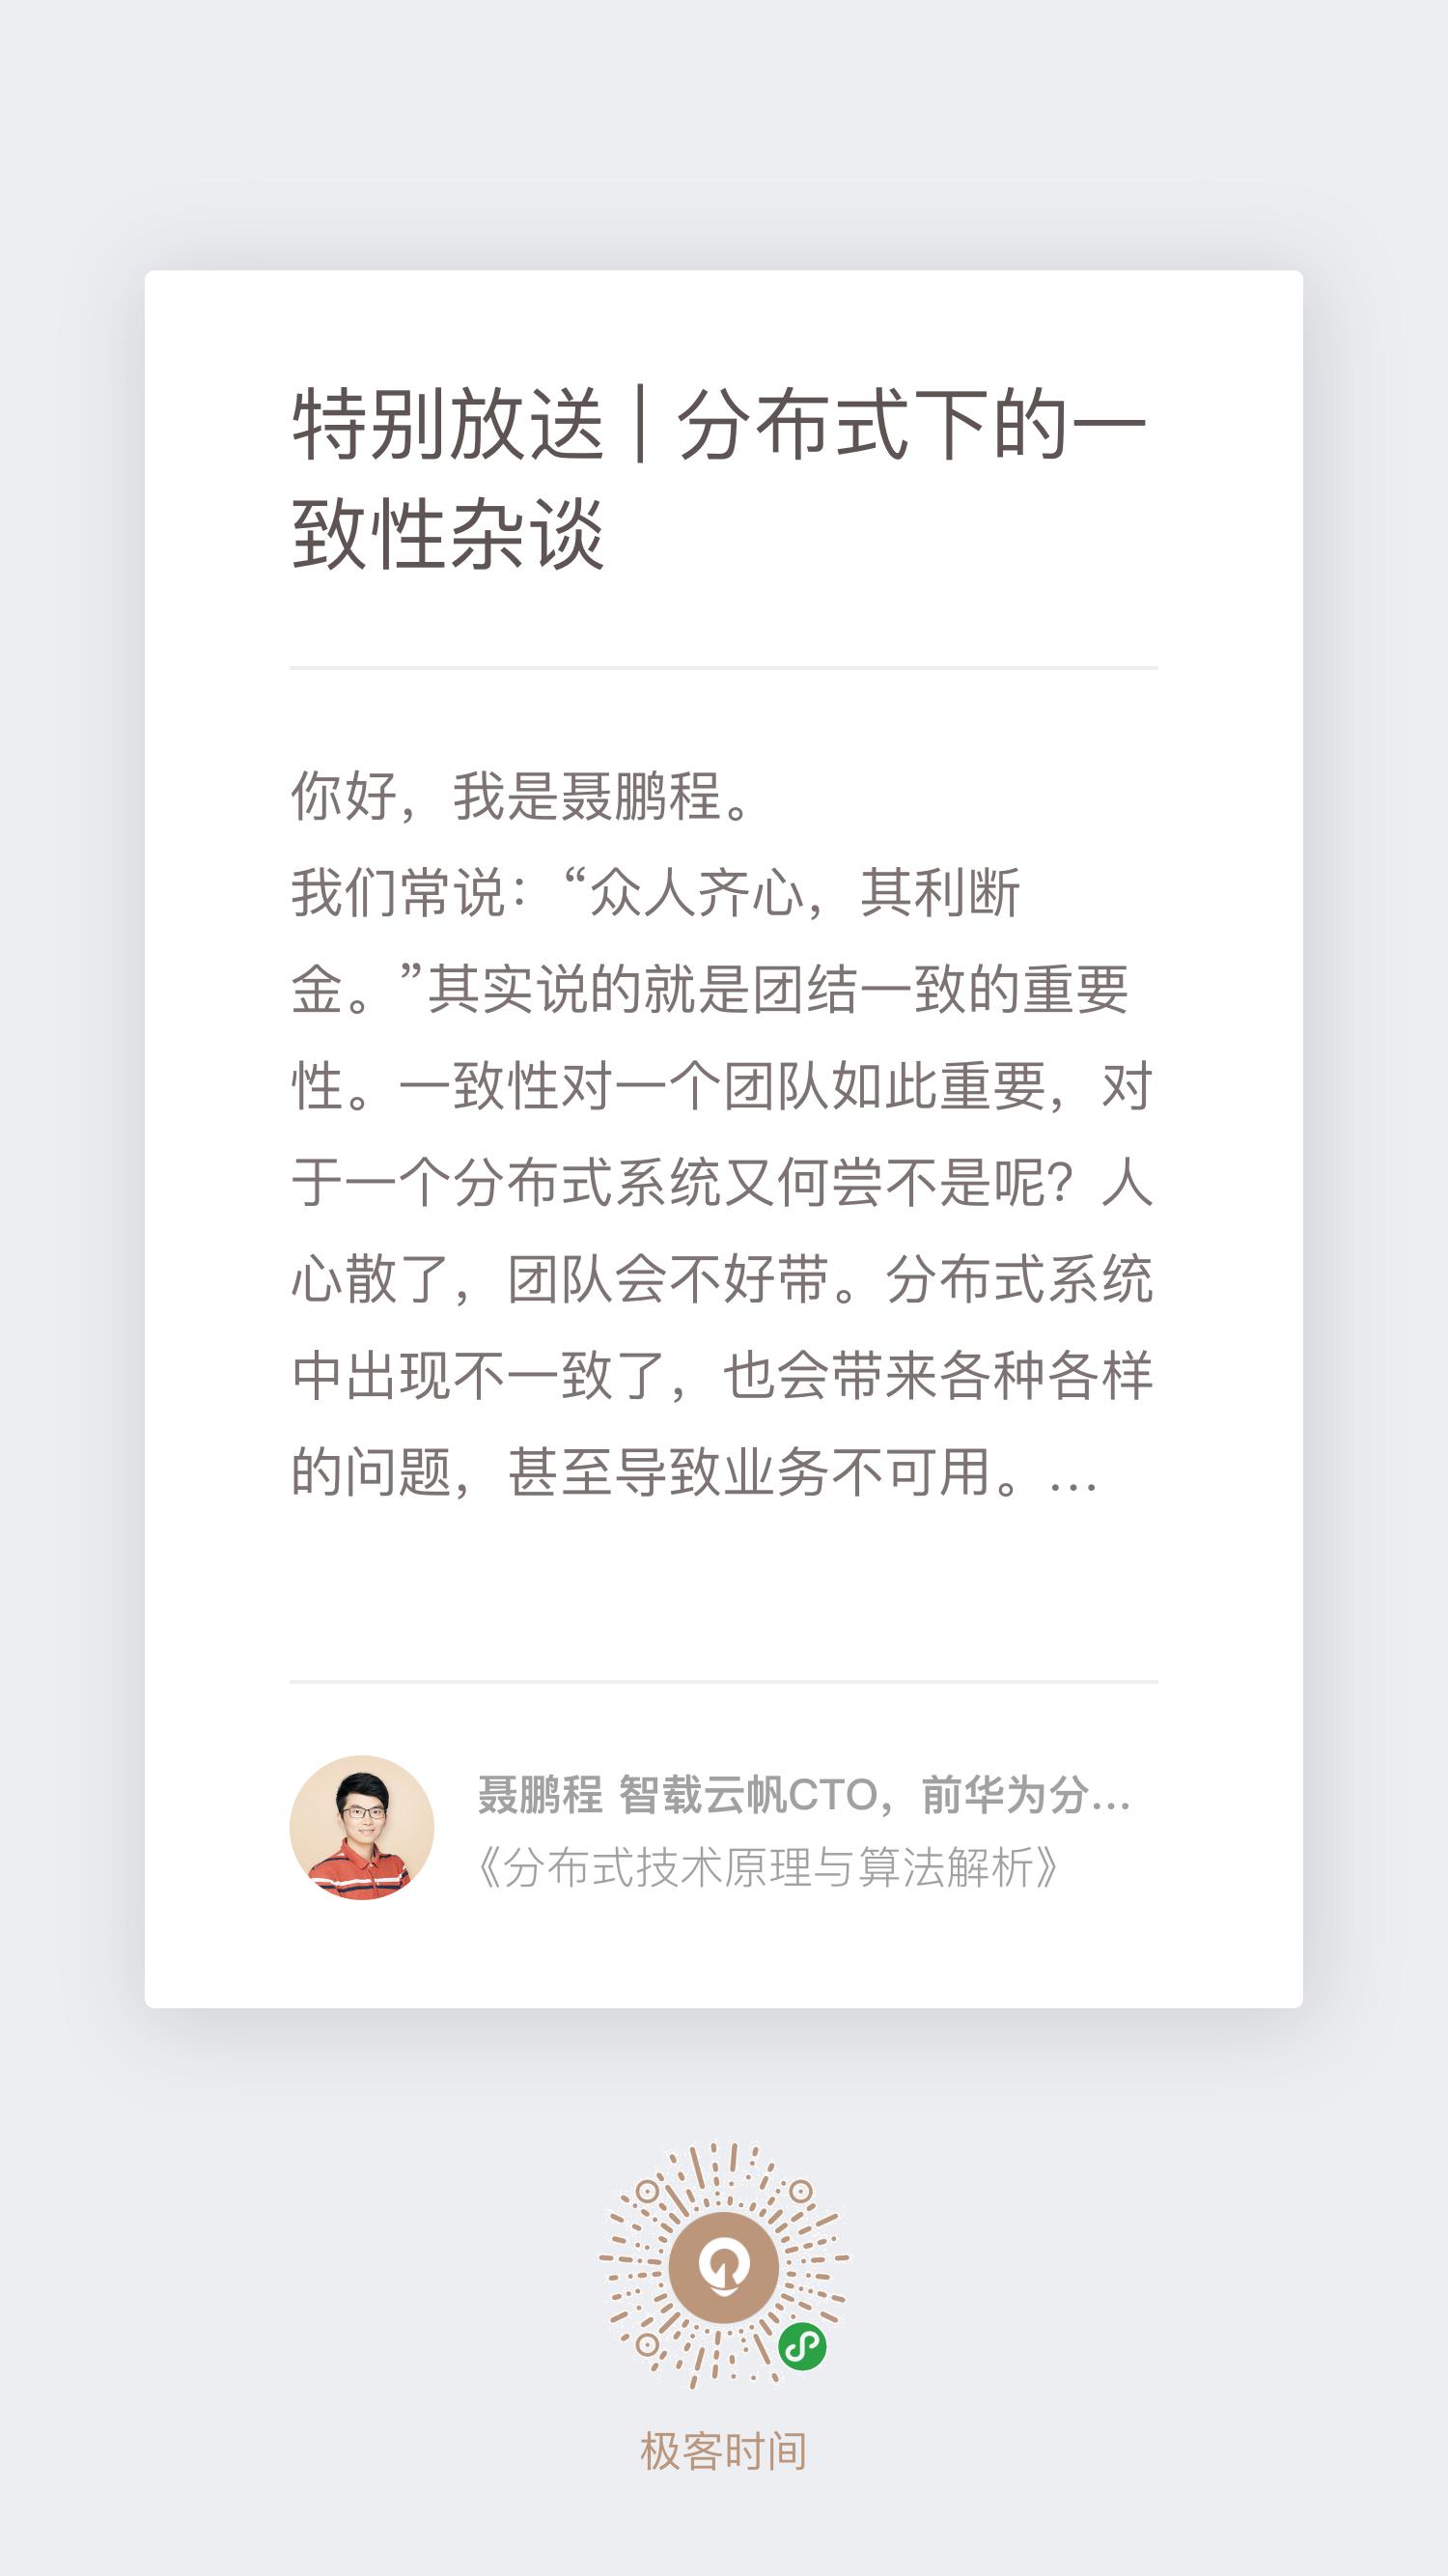 特别放送 | 分布式下的一
致性杂谈
你好，我是聂鹏程。
我们常说：“众人齐心，其利断
金。”其实说的就是团结一致的重要
性。一致性对一个团队如此重要，对
于一个分布式系统又何尝不是呢？人
心散了，团队会不好带。分布式系统
中出现不一致了，也会带来各种各样
的问题，甚至导致业务不可用。...
聂鹏程 智载云帆CTO，前华为分...
《分布式技术原理与算法解析》
极客时间